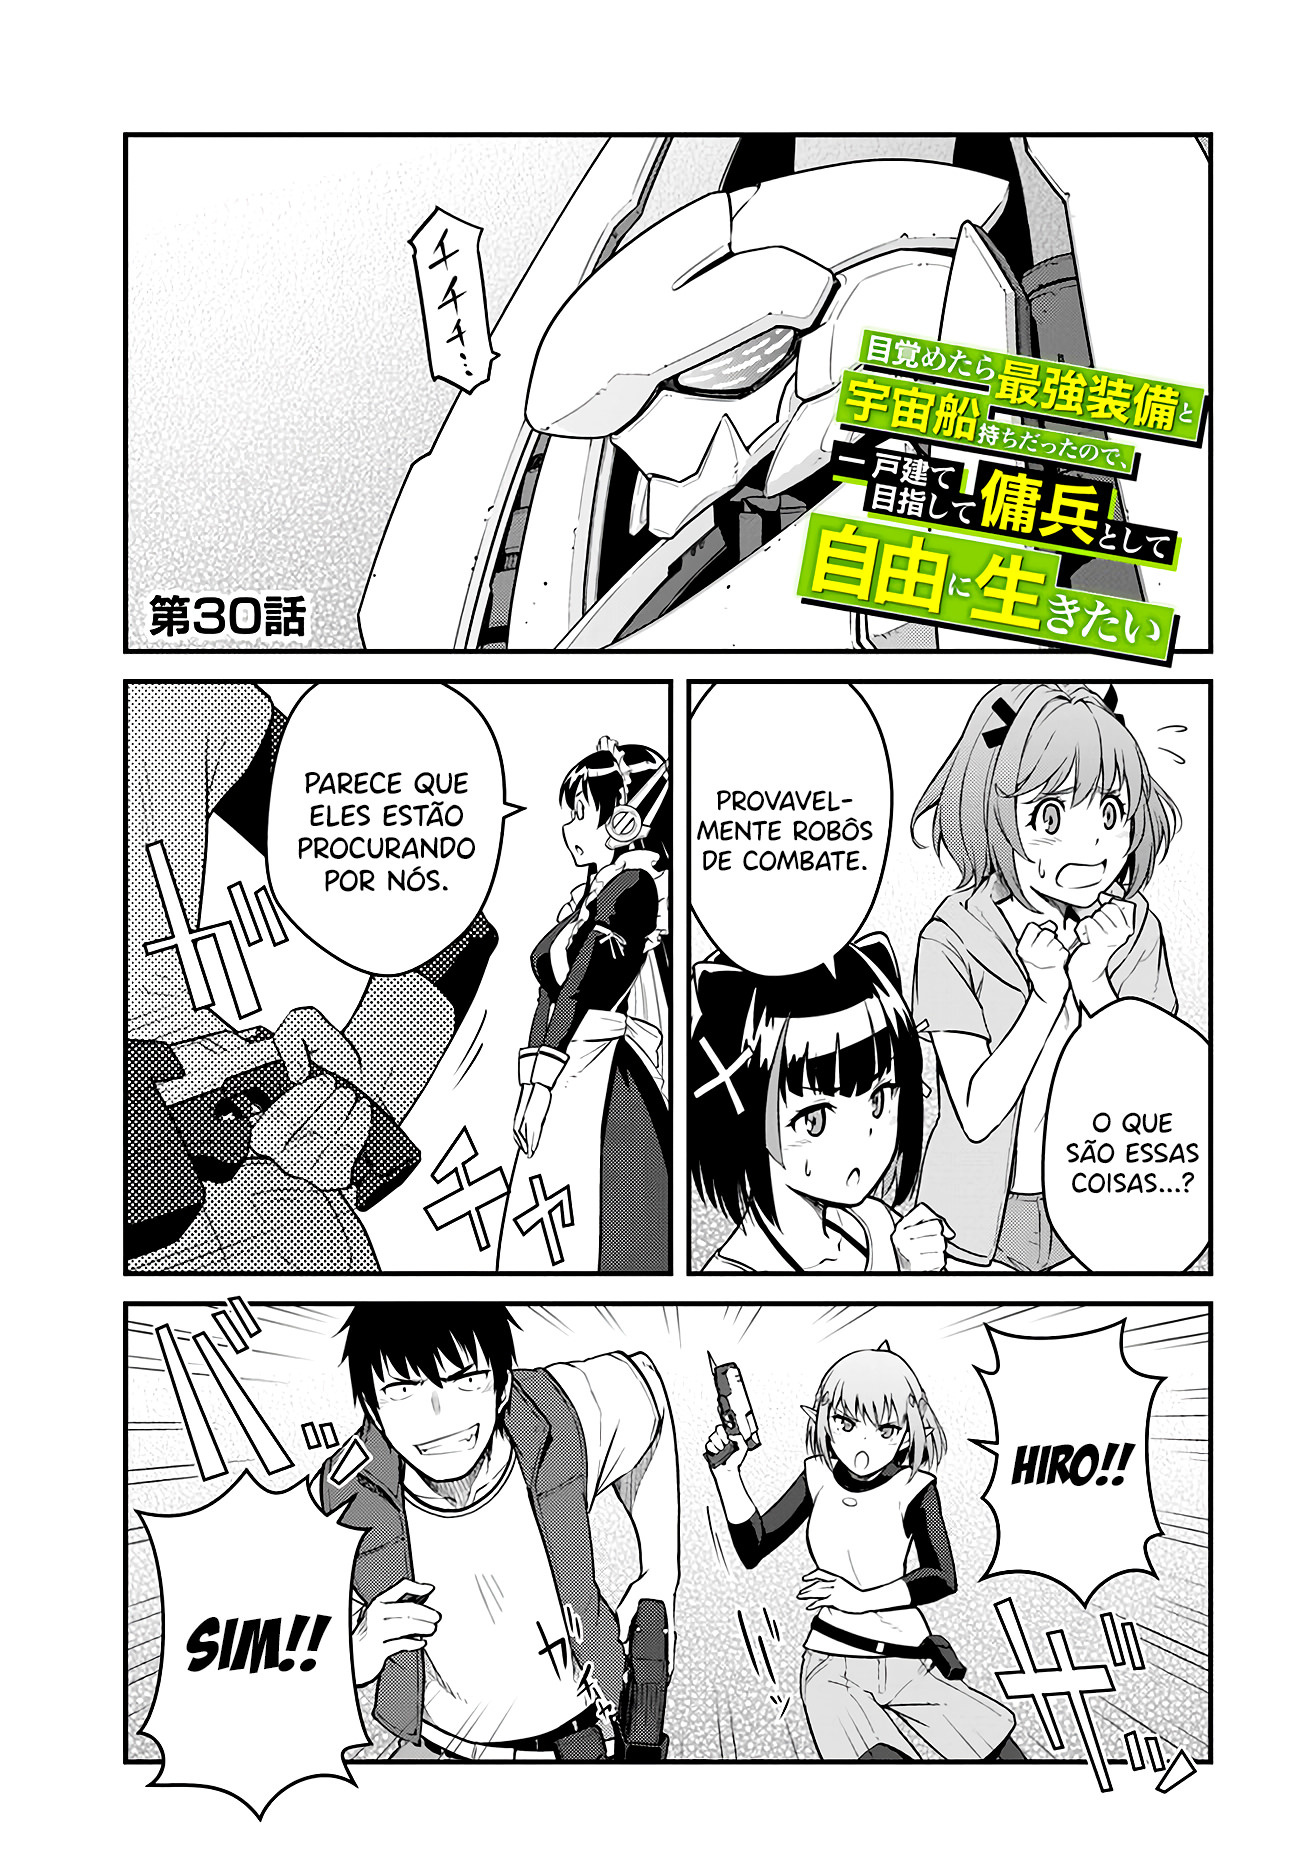 チチチ…
目覚めたら最強装備と
宇宙船持ちだったので、
一戸建て
目指して傭兵として
自由に生きたい
第30話
O QUE
SÃO ESSAS
COISAS...?
PROVAVEL-
MENTE ROBÔS
DE COMBATE.
PARECE QUE
ELES ESTÃO
PROCURANDO
POR NÓS.
ガ
チャ
HIRO!!
ザザッ
SIM!!
ガチャ